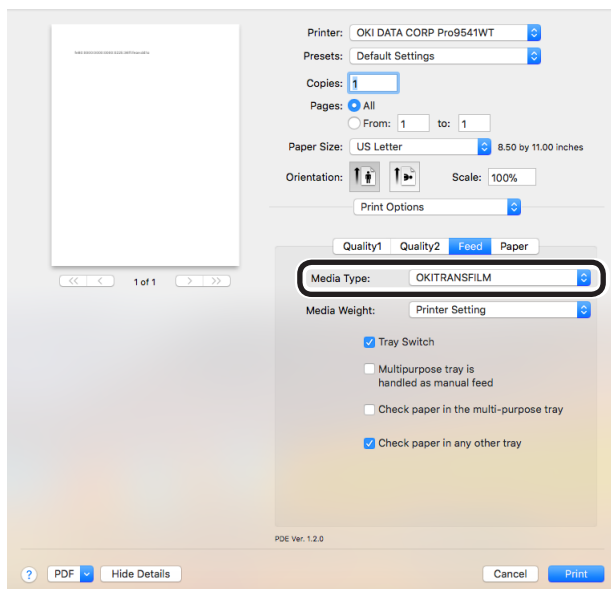 Printer: OKI DATA CORP Pro9541WT
Presets: Default Settings
Copies: 1
Pages: All
From: 1 to: 1
Paper Size: US Letter 8.50 by 11.00 inches
Orientation: Scale: 100%
Print Options
Quality1 Quality2 Feed Paper
Media Type: OKITRANSFILM
Media Weight: Printer Setting
Tray Switch
Multipurpose tray is
handled as manual feed
Check paper in the multi-purpose tray
Check paper in any other tray
PDE Ver. 1.2.0
<< < 1 of 1 > >>
? PDF Hide Details Cancel Print